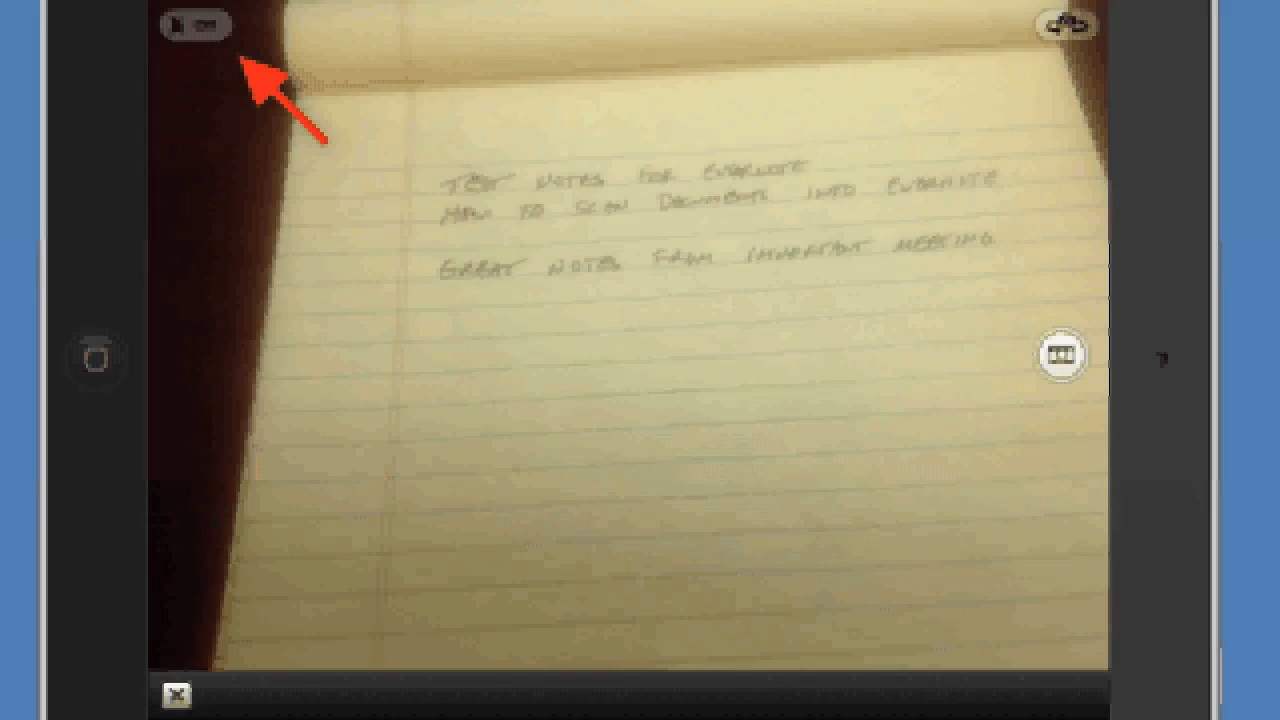 TEST NOTES FOR EVERNOTE
HOW TO SCAN DOCUMENTS INTO EVERNOTE
GREAT NOTES FROM IMPORTANT MEETING